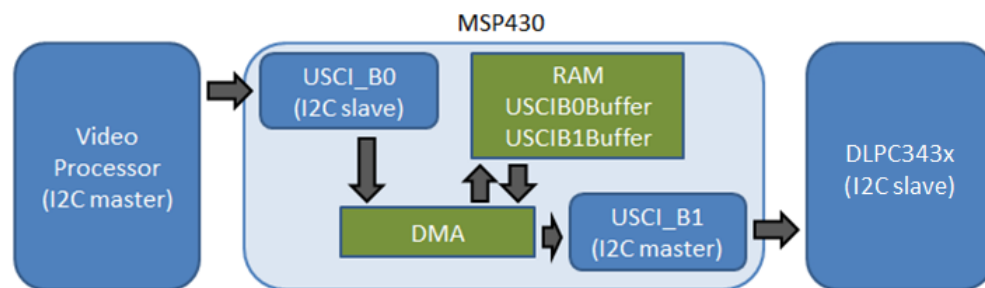 MSP430
Video
Processor
(I2C master)
USCI_B0
(I2C slave)
RAM
USCIB0Buffer
USCIB1Buffer
DMA
USCI_B1
(I2C master)
DLPC343x
(I2C slave)